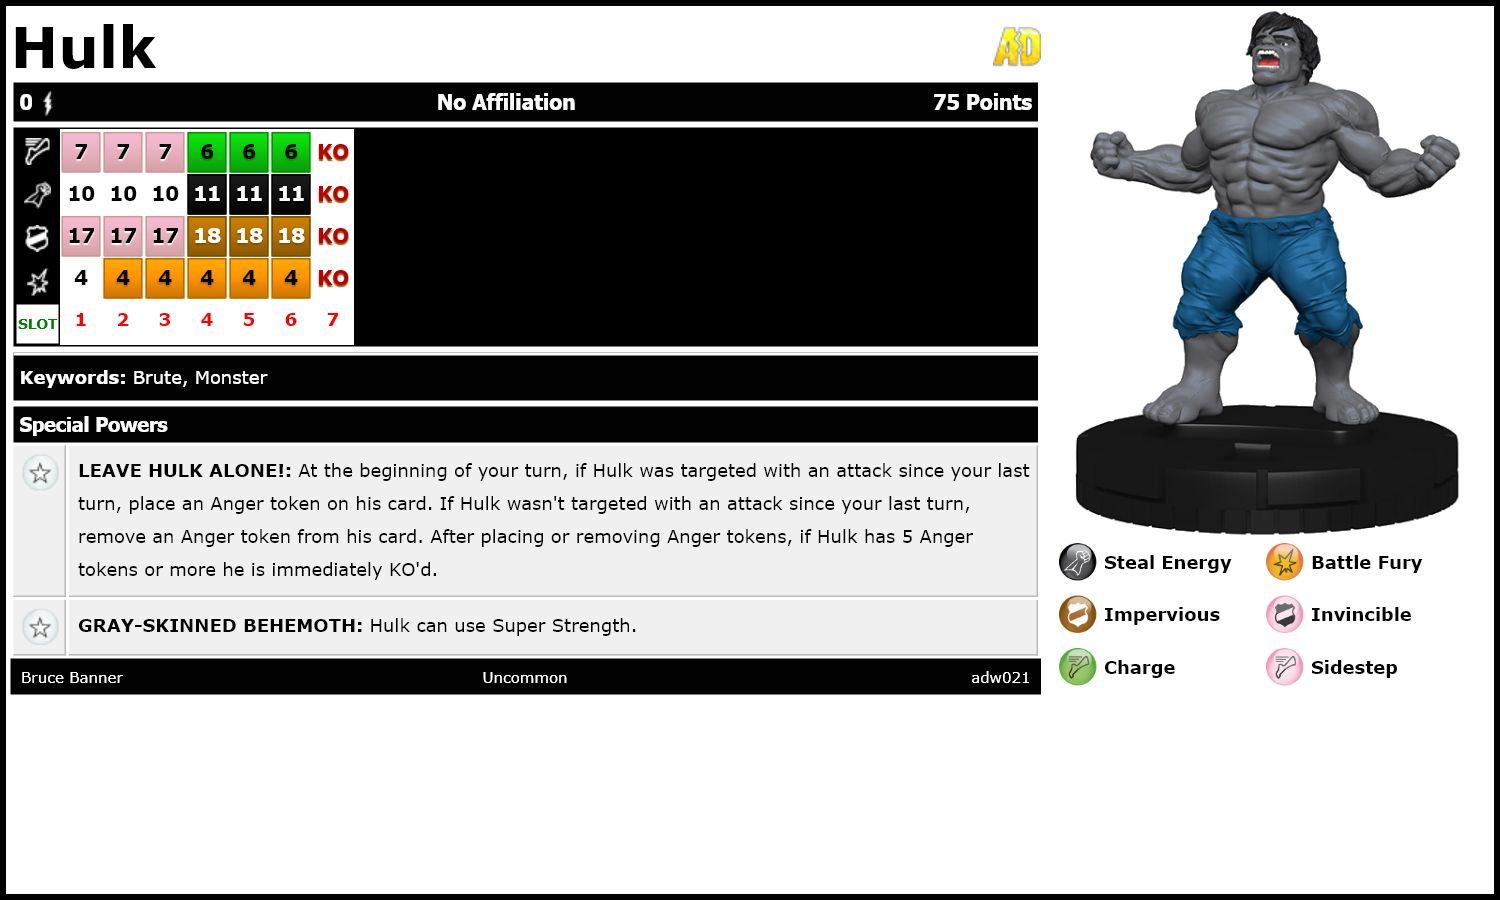 Hulk
AD
0 No Affiliation 75 Points
7 7 7 6 6 6 KO
10 10 10 11 11 11 KO
17 17 17 18 18 18 KO
4 4 4 4 4 4 KO
SLOT 1 2 3 4 5 6 7
Keywords: Brute, Monster
Special Powers
LEAVE HULK ALONE!: At the beginning of your turn, if Hulk was targeted with an attack since your last
turn, place an Anger token on his card. If Hulk wasn't targeted with an attack since your last turn,
remove an Anger token from his card. After placing or removing Anger tokens, if Hulk has 5 Anger
tokens or more he is immediately KO'd.
GRAY-SKINNED BEHEMOTH: Hulk can use Super Strength.
Bruce Banner Uncommon adw021
Steal Energy Battle Fury
Impervious Invincible
Charge Sidestep